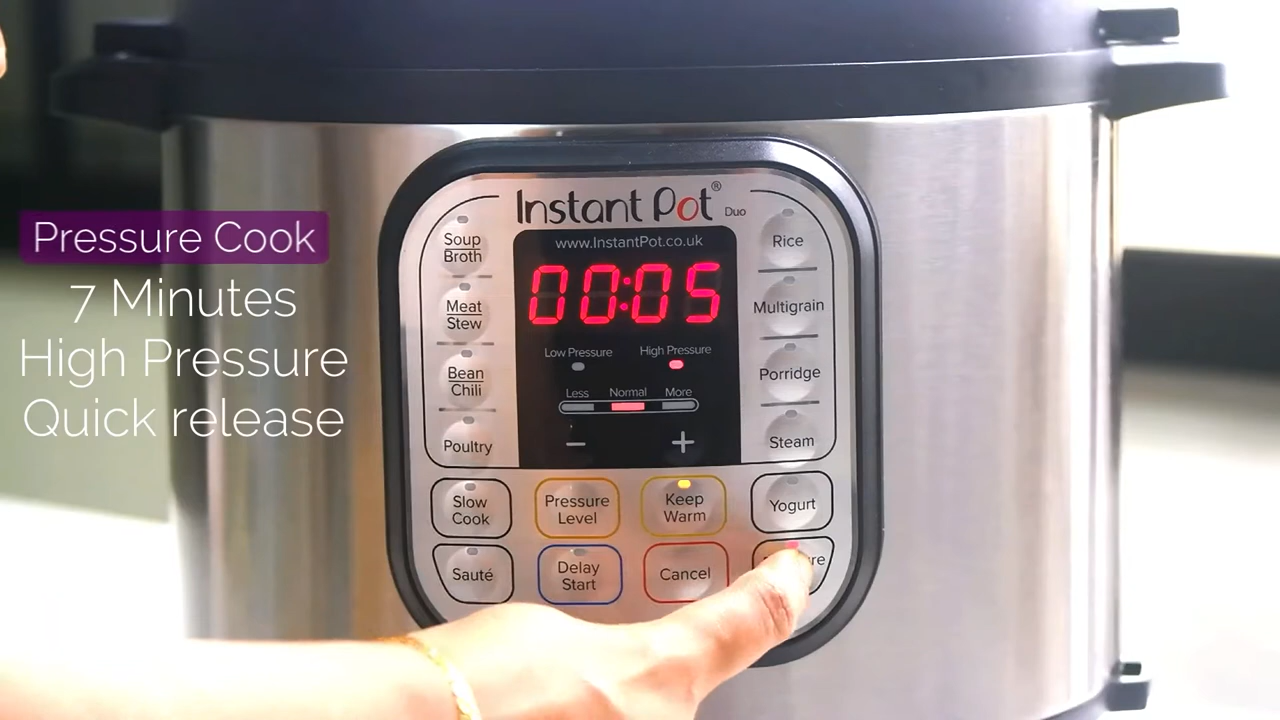 Pressure Cook
7 Minutes
High Pressure
Quick release
Instant Pot® Duo
www.InstantPot.co.uk
00:05
Low Pressure High Pressure
Less Normal More
− +
Soup
Broth
Meat
Stew
Bean
Chili
Poultry
Rice
Multigrain
Porridge
Steam
Slow
Cook
Pressure
Level
Keep
Warm
Yogurt
Sauté
Delay
Start
Cancel